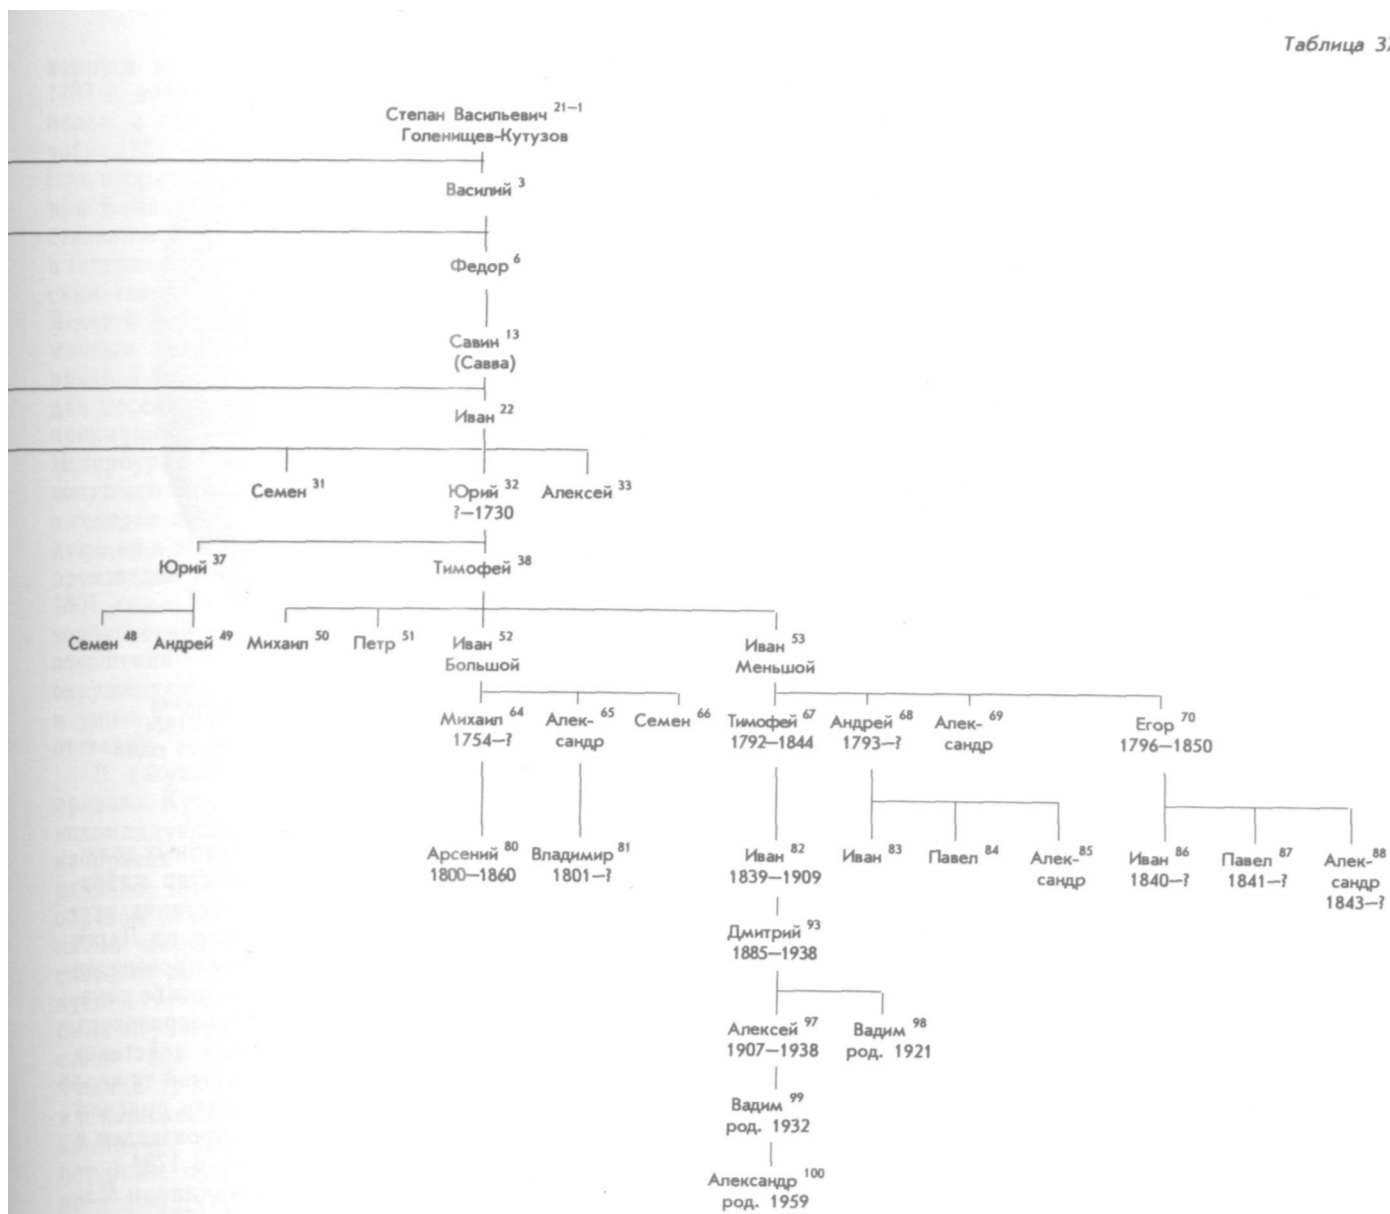 Таблица 3
Степан Васильевич 21—1
Голенищев-Кутузов
Василий 3
Федор 6
Савин 13
(Савва)
Иван 22
Семен 31
Юрий 32
?—1730
Алексей 33
Юрий 37
Тимофей 38
Семен 48
Андрей 49
Михаил 50
Петр 51
Иван 52
Большой
Иван 53
Меньшой
Михаил 64
1754—?
Алек-65
сандр
Семен 66
Тимофей 67
1792—1844
Андрей 68
1793—?
Алек-69
сандр
Егор 70
1796—1850
Арсений 80
1800—1860
Владимир 81
1801—?
Иван 82
1839—1909
Иван 83
Павел 84
Алек-85
сандр
Иван 86
1840—?
Павел 87
1841—?
Алек-88
сандр
1843—?
Дмитрий 93
1885—1938
Алексей 97
1907—1938
Вадим 98
род. 1921
Вадим 99
род. 1932
Александр 100
род. 1959